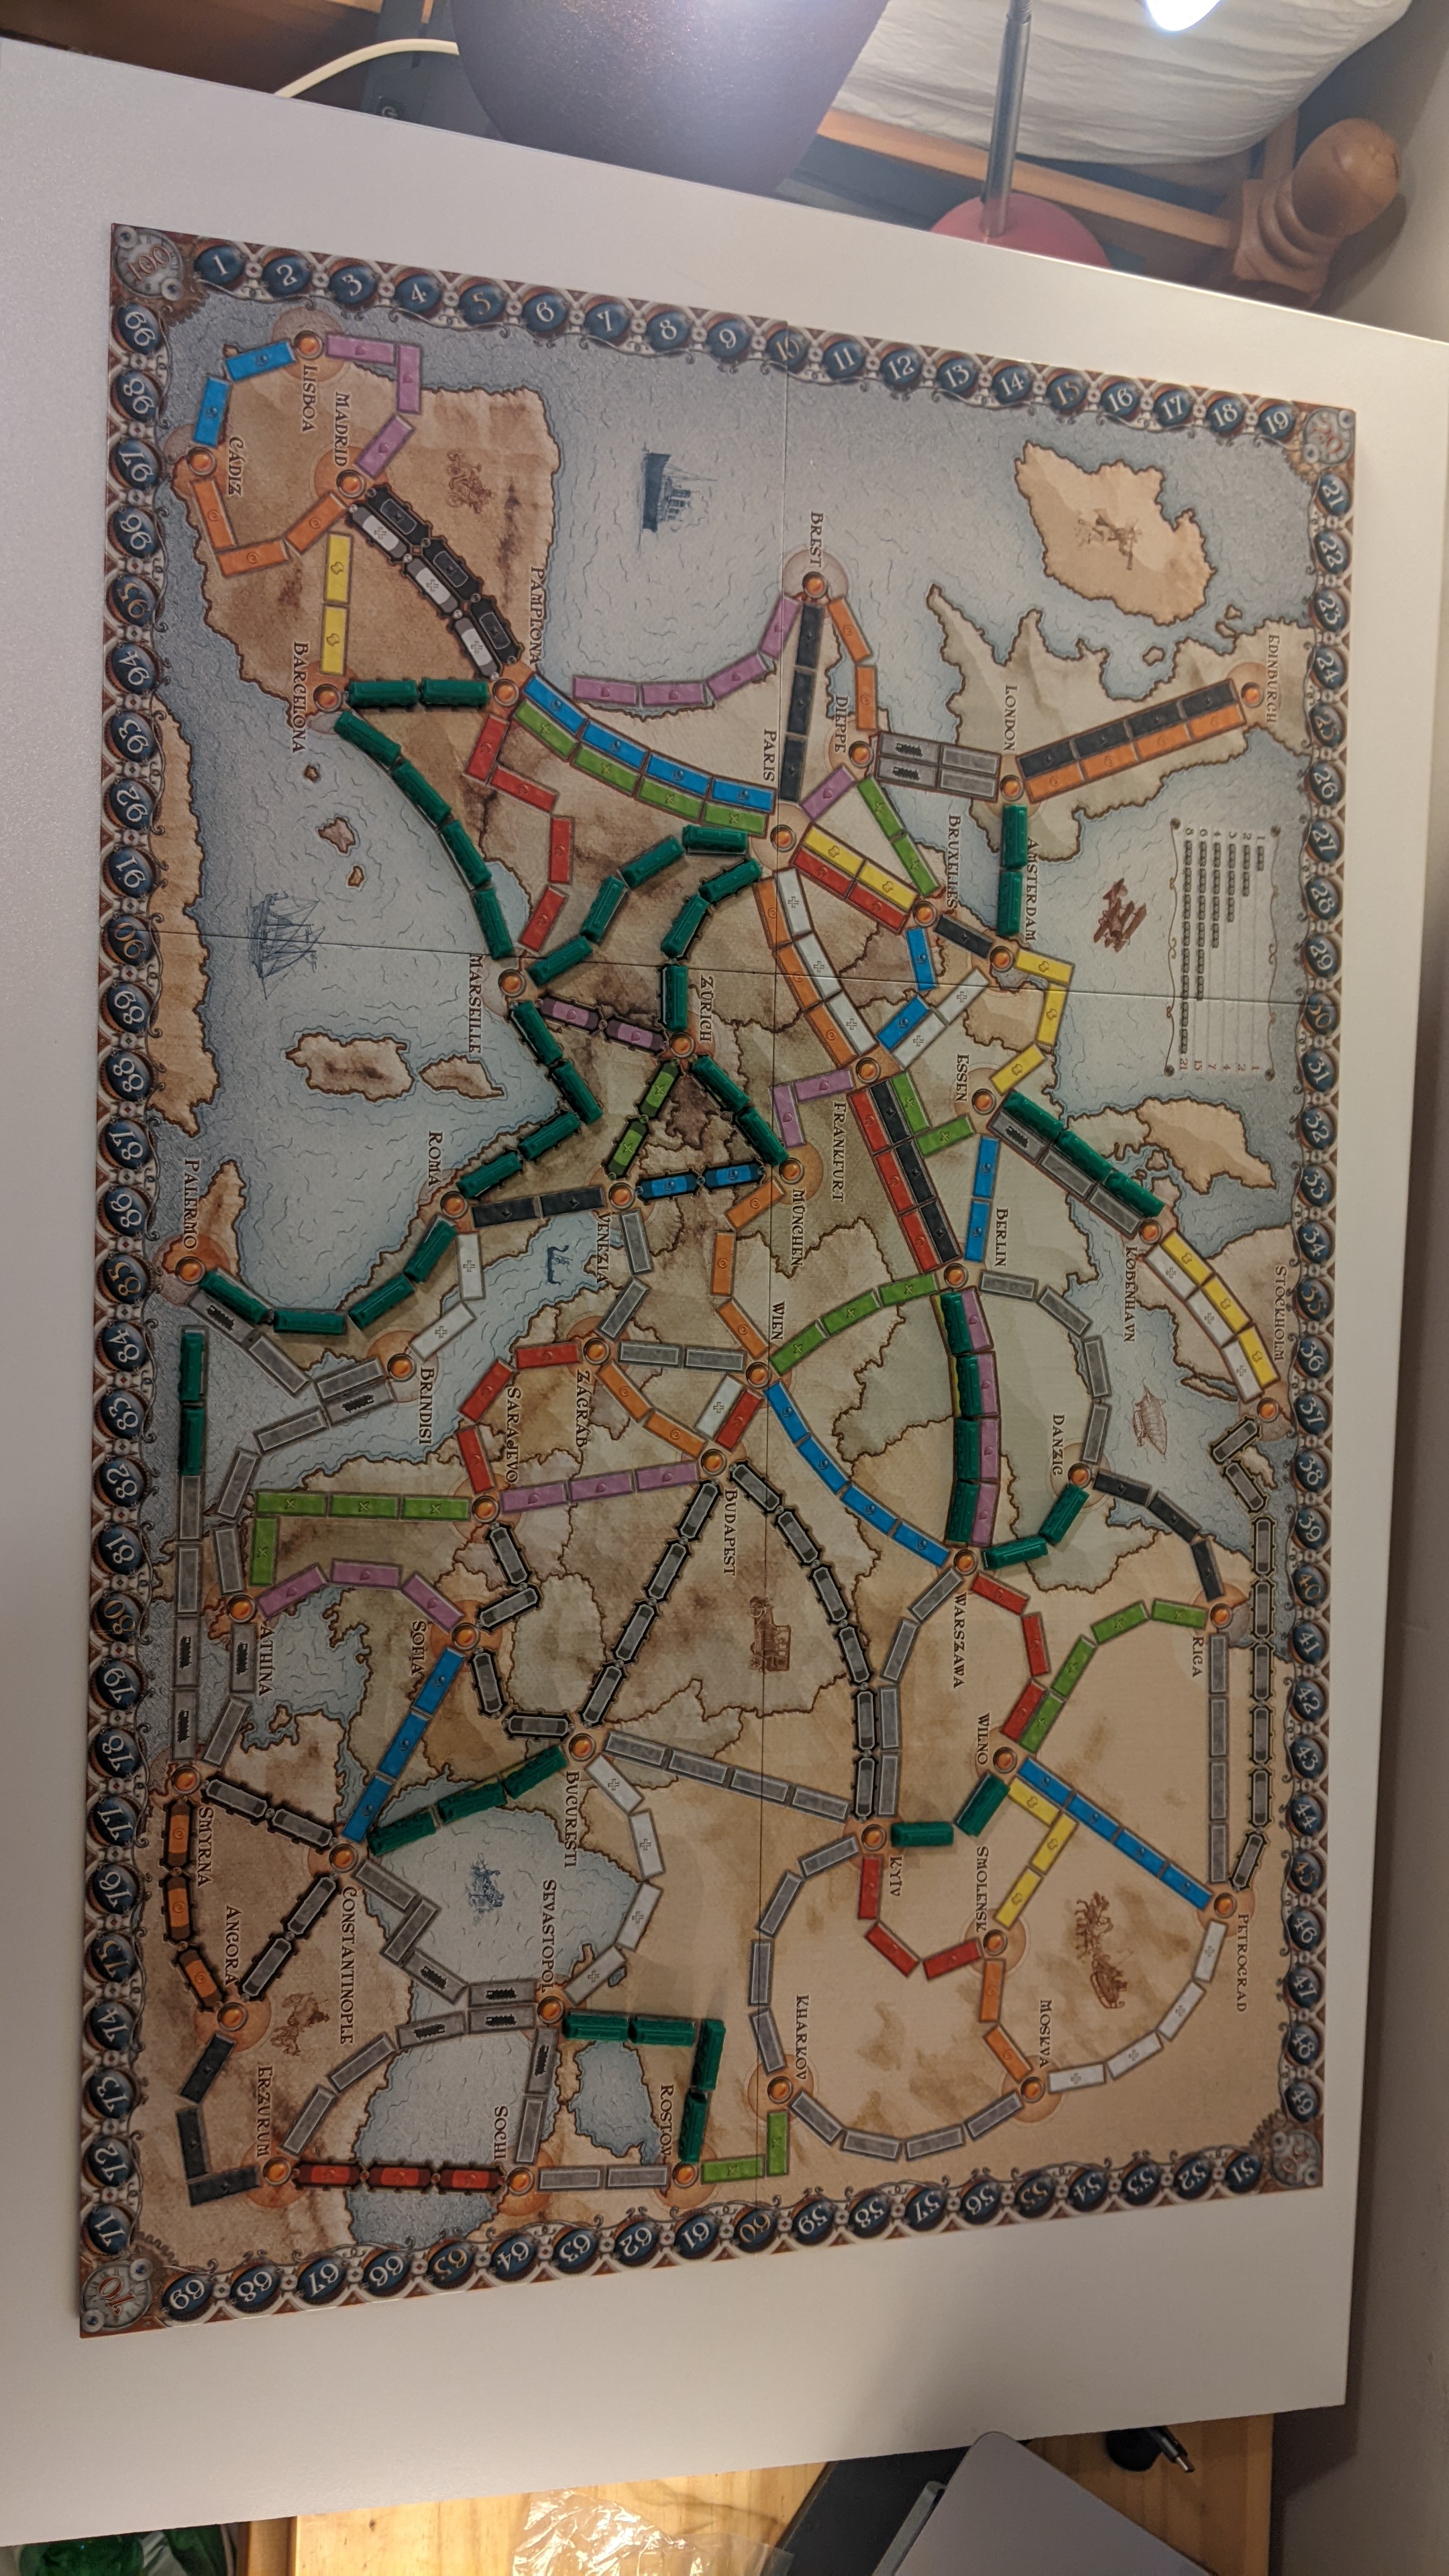 21 22 23 24 25 26 27 28 29 30 31 32 33 34 35 36 37 38 39 40 41 42 43 44 45 46 47 48 49
19
18
17
16
15
14
13
12
11
10
9
8
7
6
5
4
3
2
1
51
52
53
54
55
56
57
58
59
60
61
62
63
64
65
66
67
68
69
EDINBURGH
1 1
2 2
3 4
4 7
6 15
8 21
STOCKHOLM
PETROGRAD
RIGA
KØBENHAVN
DANZIG
MOSKVA
LONDON
AMSTERDAM
ESSEN
BERLIN
WILNO
SMOLENSK
BRUXELLES
WARSZAWA
KYIV
DIEPPE
FRANKFURT
BREST
PARIS
MÜNCHEN
WIEN
KHARKOV
ZÜRICH
BUDAPEST
ROSTOV
VENEZIA
ZÁGRÁB
BUCURESTI
PAMPLONA
SEVASTOPOL
SARAJEVO
SOCHI
MARSEILLE
ROMA
BRINDISI
SOFIA
MADRID
CONSTANTINOPLE
LISBOA
BARCELONA
CÁDIZ
ATHÍNA
ERZURUM
ANGORA
PALERMO
SMYRNA
100 99 98 97 96 95 94 93 92 91 90 89 88 87 86 85 84 83 82 81 80 79 78 77 76 75 74 73 72 71 70